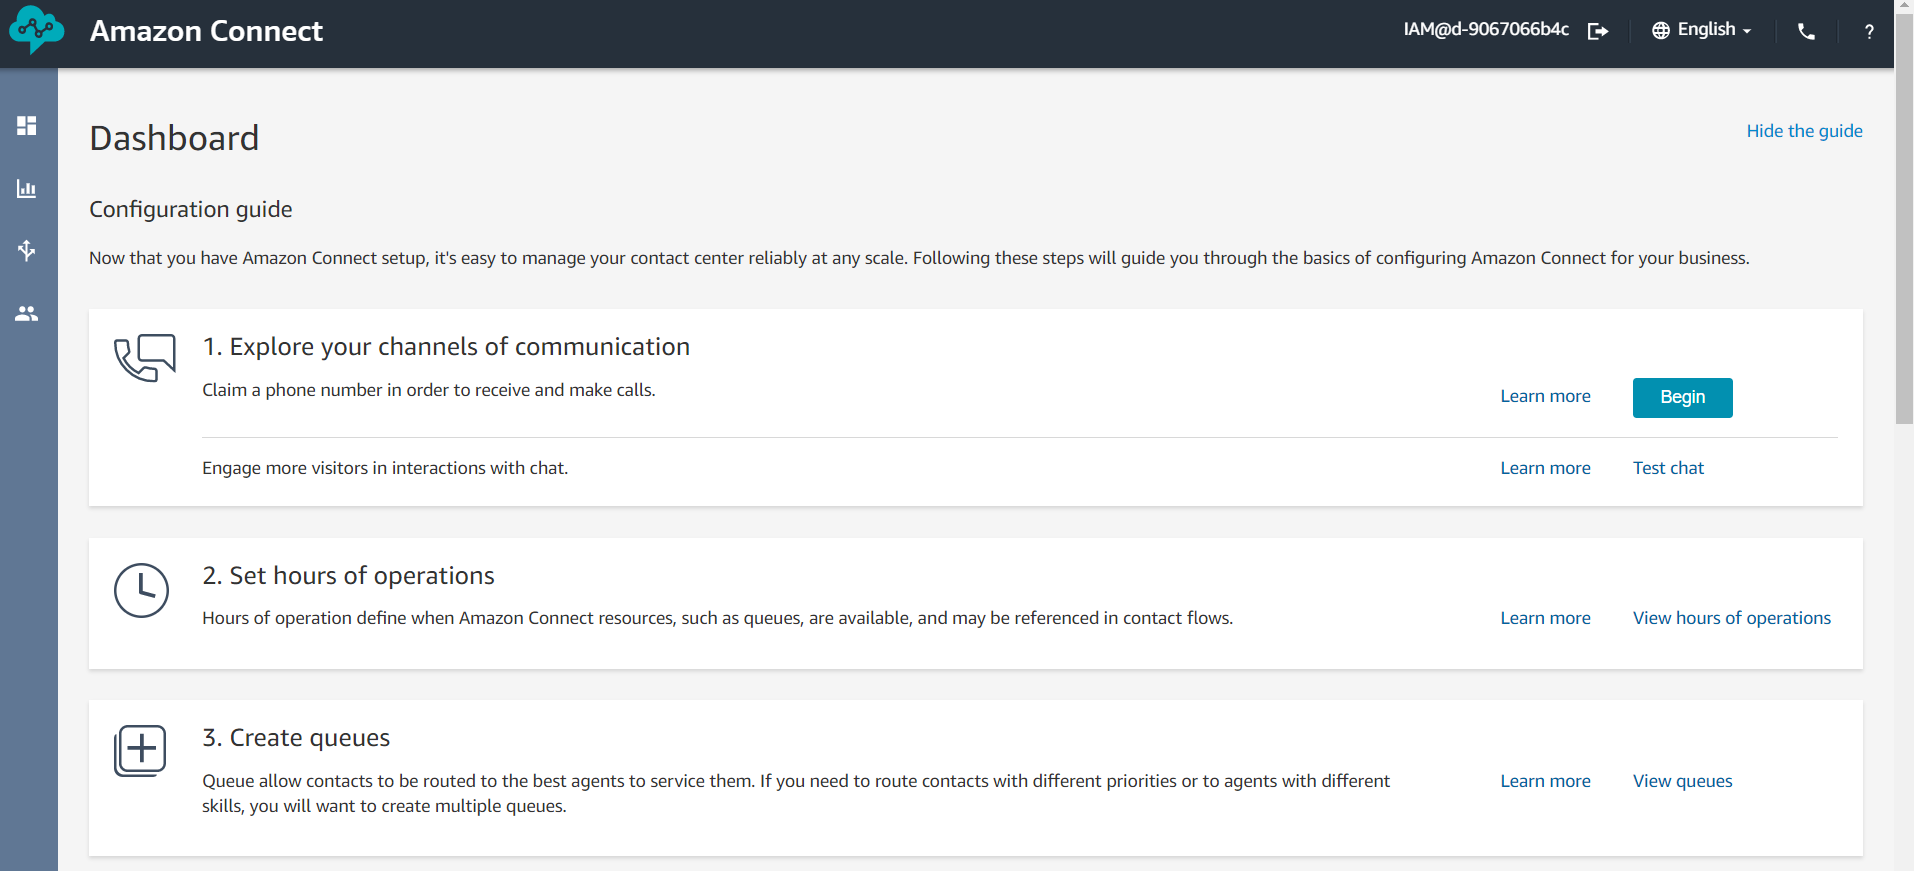 Amazon Connect
IAM@d-9067066b4c
English
?
Dashboard
Hide the guide
Configuration guide
Now that you have Amazon Connect setup, it's easy to manage your contact center reliably at any scale. Following these steps will guide you through the basics of configuring Amazon Connect for your business.
1. Explore your channels of communication
Claim a phone number in order to receive and make calls.
Learn more
Begin
Engage more visitors in interactions with chat.
Learn more
Test chat
2. Set hours of operations
Hours of operation define when Amazon Connect resources, such as queues, are available, and may be referenced in contact flows.
Learn more
View hours of operations
3. Create queues
Queue allow contacts to be routed to the best agents to service them. If you need to route contacts with different priorities or to agents with different
skills, you will want to create multiple queues.
Learn more
View queues